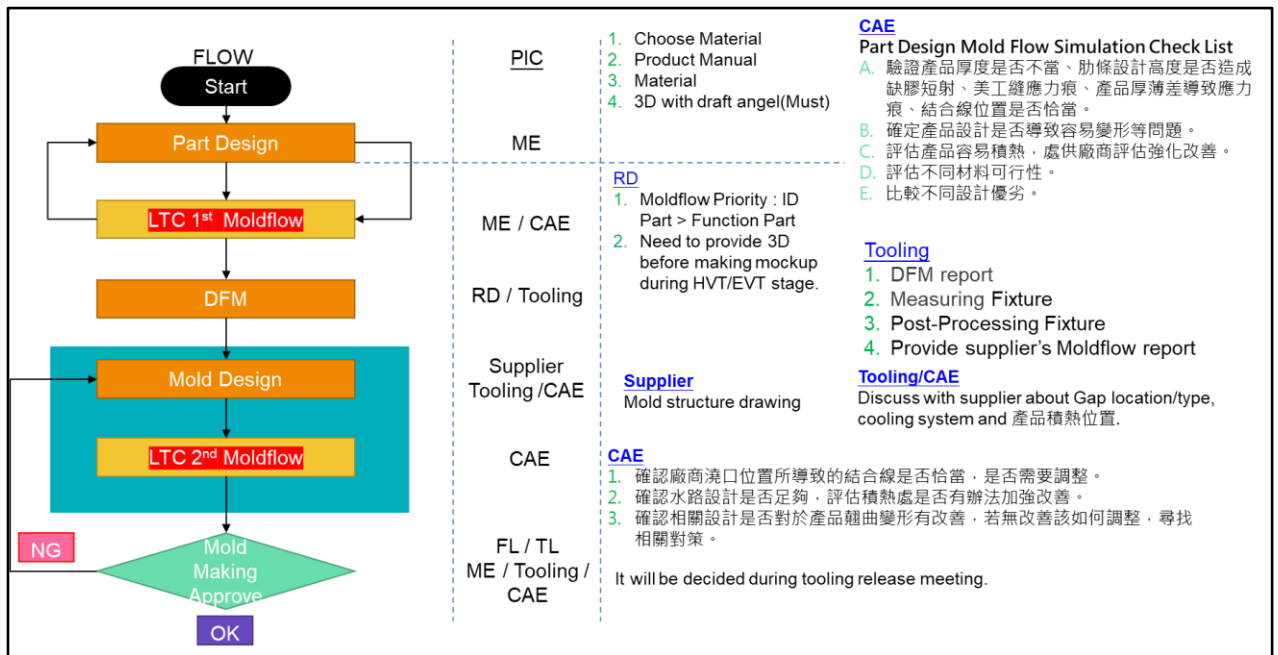 FLOW
Start
Part Design
LTC 1st Moldflow
DFM
Mold Design
LTC 2nd Moldflow
NG
Mold
Making
Approve
OK
PIC
ME
ME / CAE
RD / Tooling
Supplier
Tooling /CAE
CAE
FL / TL
ME / Tooling /
CAE
1. Choose Material
2. Product Manual
3. Material
4. 3D with draft angel(Must)
RD
1. Moldflow Priority : ID
Part > Function Part
2. Need to provide 3D
before making mockup
during HVT/EVT stage.
Supplier
Mold structure drawing
CAE
Part Design Mold Flow Simulation Check List
A. 驗證產品厚度是否不當、肋條設計高度是否造成
缺膠短射、美工縫應力痕、產品厚薄差導致應力
痕、結合線位置是否恰當。
B. 確定產品設計是否導致容易變形等問題。
C. 評估產品容易積熱，處供廠商評估強化改善。
D. 評估不同材料可行性。
E. 比較不同設計優劣。
Tooling
1. DFM report
2. Measuring Fixture
3. Post-Processing Fixture
4. Provide supplier's Moldflow report
Tooling/CAE
Discuss with supplier about Gap location/type,
cooling system and 產品積熱位置.
CAE
1. 確認廠商澆口位置所導致的結合線是否恰當，是否需要調整。
2. 確認水路設計是否足夠，評估積熱處是否有辦法加強改善。
3. 確認相關設計是否對於產品翹曲變形有改善，若無改善該如何調整，尋找
相關對策。
It will be decided during tooling release meeting.